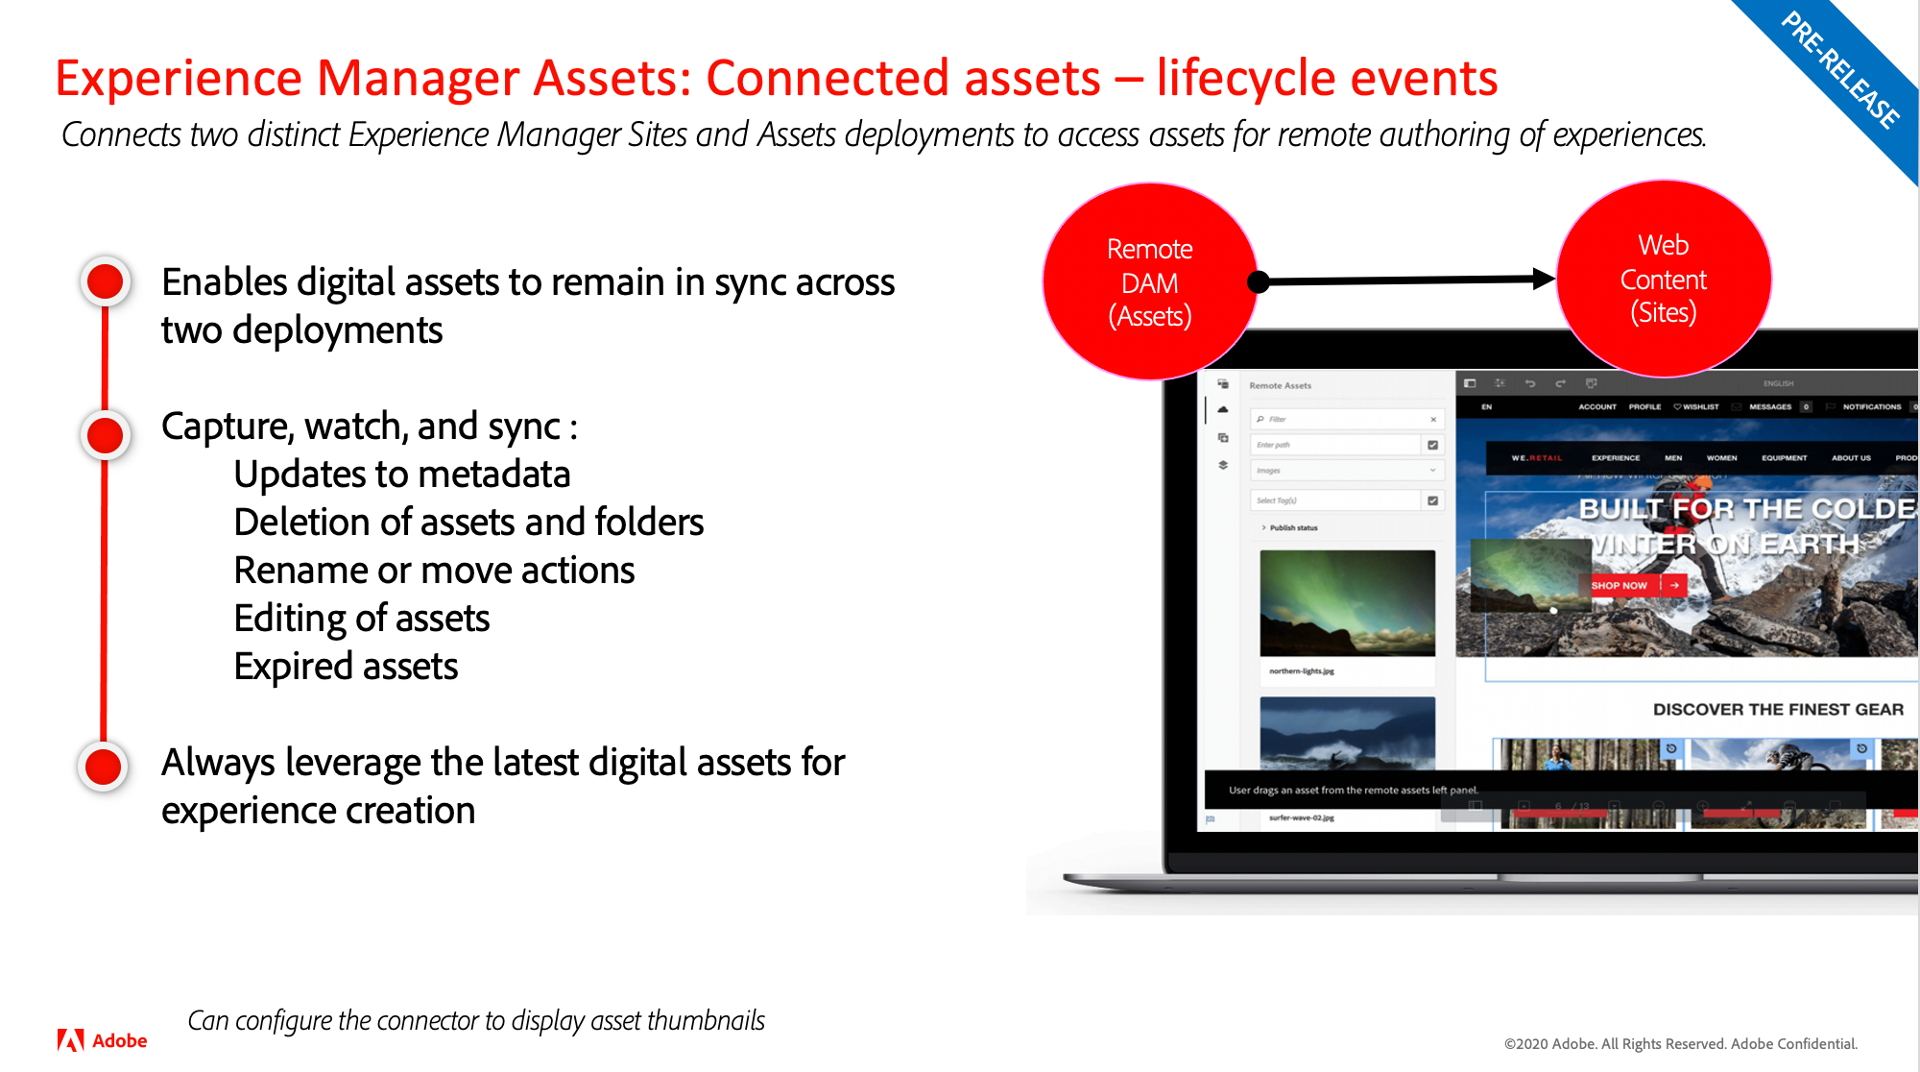 PRE-RELEASE
Experience Manager Assets: Connected assets – lifecycle events
Connects two distinct Experience Manager Sites and Assets deployments to access assets for remote authoring of experiences.
Enables digital assets to remain in sync across
two deployments
Capture, watch, and sync :
Updates to metadata
Deletion of assets and folders
Rename or move actions
Editing of assets
Expired assets
Always leverage the latest digital assets for
experience creation
Remote
DAM
(Assets)
Web
Content
(Sites)
Remote Assets
Filter
Enter path
Images
Select Tag(s)
Publish status
northern-lights.jpg
surfer-wave-02.jpg
ENGLISH
EN ACCOUNT PROFILE WISHLIST MESSAGES 0 NOTIFICATIONS 0
WE.RETAIL EXPERIENCE MEN WOMEN EQUIPMENT ABOUT US PROD
BUILT FOR THE COLDE
WINTER ON EARTH
SHOP NOW
DISCOVER THE FINEST GEAR
User drags an asset from the remote assets left panel.
6 / 13
Can configure the connector to display asset thumbnails
Adobe
©2020 Adobe. All Rights Reserved. Adobe Confidential.